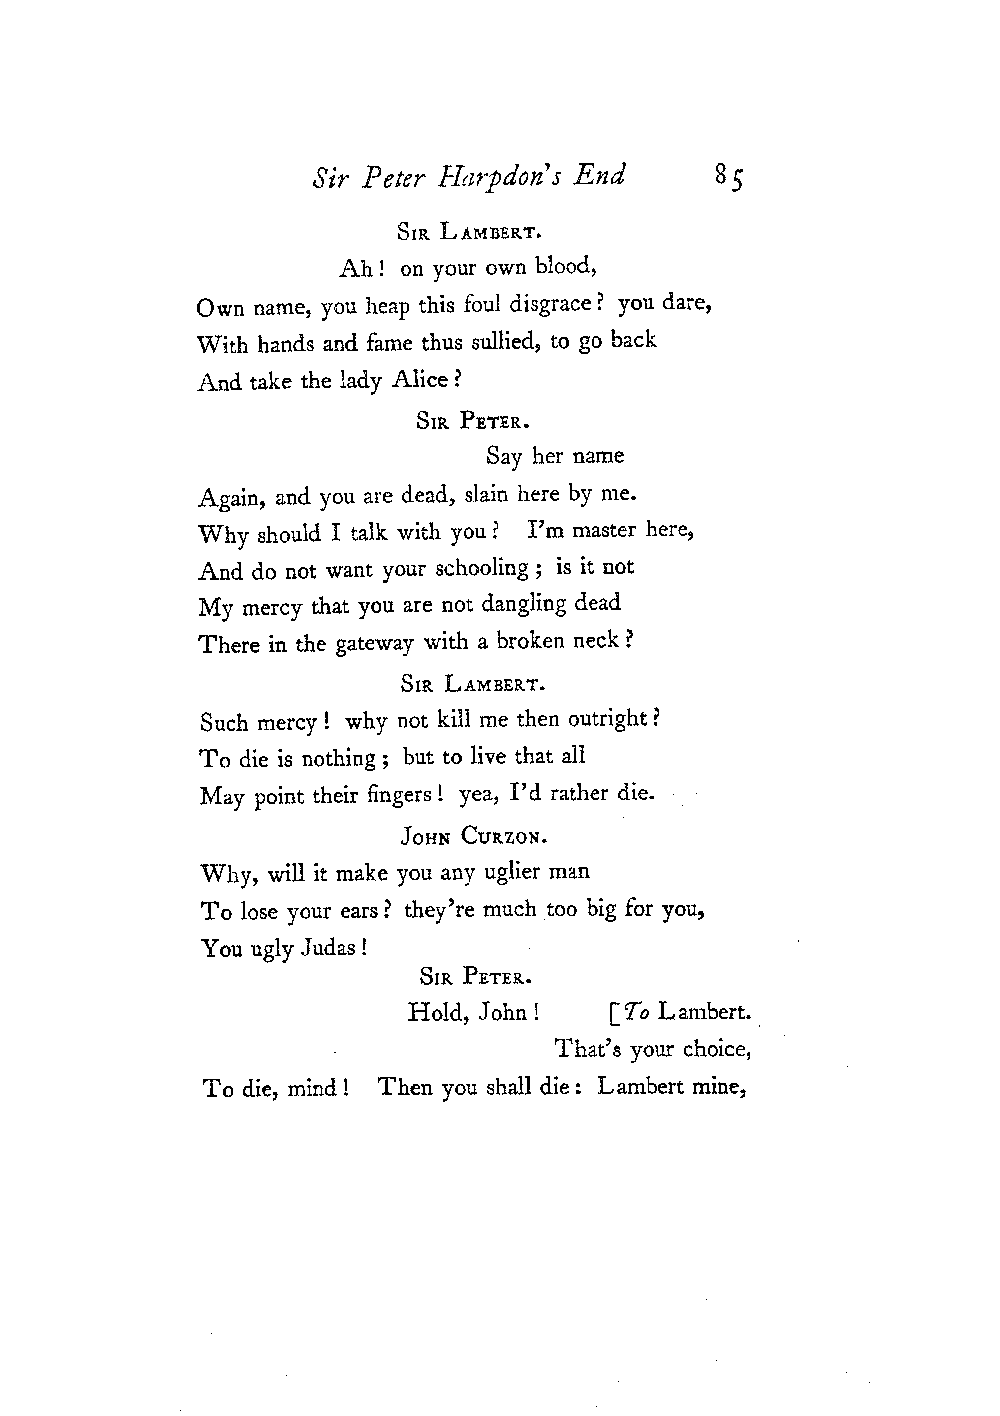 Sir Peter Harpdon's End 85
Sir Lambert.
Ah! on your own blood,
Own name, you heap this foul disgrace? you dare,
With hands and fame thus sullied, to go back
And take the lady Alice?
Sir Peter.
Say her name
Again, and you are dead, slain here by me.
Why should I talk with you? I'm master here,
And do not want your schooling; is it not
My mercy that you are not dangling dead
There in the gateway with a broken neck?
Sir Lambert.
Such mercy! why not kill me then outright?
To die is nothing; but to live that all
May point their fingers! yea, I'd rather die.
John Curzon.
Why, will it make you any uglier man
To lose your ears? they're much too big for you,
You ugly Judas!
Sir Peter.
Hold, John! [To Lambert.
That's your choice,
To die, mind! Then you shall die: Lambert mine,